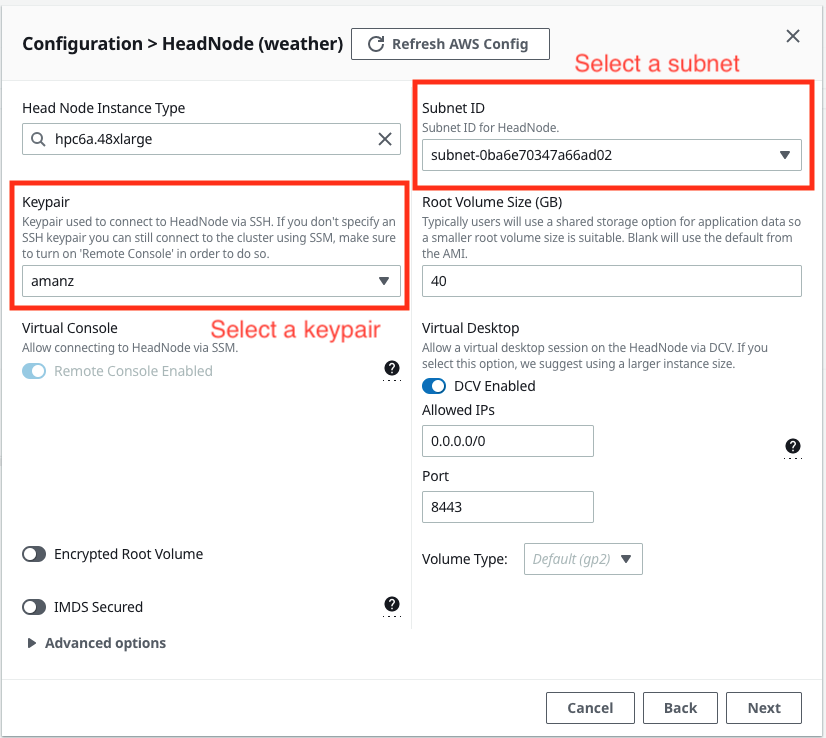 Configuration > HeadNode (weather)
Refresh AWS Config
Select a subnet
Head Node Instance Type
hpc6a.48xlarge
Subnet ID
Subnet ID for HeadNode.
subnet-0ba6e70347a66ad02
Keypair
Keypair used to connect to HeadNode via SSH. If you don't specify an
SSH keypair you can still connect to the cluster using SSM, make sure
to turn on 'Remote Console' in order to do so.
amanz
Select a keypair
Root Volume Size (GB)
Typically users will use a shared storage option for application data so
a smaller root volume size is suitable. Blank will use the default from
the AMI.
40
Virtual Console
Allow connecting to HeadNode via SSM.
Remote Console Enabled
?
Virtual Desktop
Allow a virtual desktop session on the HeadNode via DCV. If you
select this option, we suggest using a larger instance size.
DCV Enabled
Allowed IPs
0.0.0.0/0
?
Port
8443
Encrypted Root Volume
Volume Type:
Default (gp2)
IMDS Secured
?
Advanced options
Cancel
Back
Next